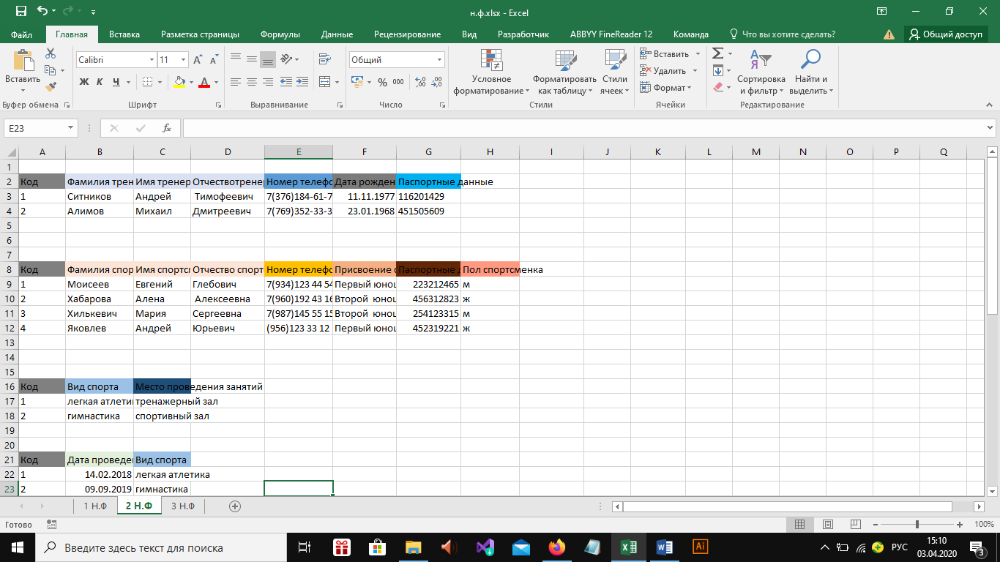 н.ф.xlsx - Excel
Файл Главная Вставка Разметка страницы Формулы Данные Рецензирование Вид Разработчик ABBYY FineReader 12 Команда Что вы хотите сделать? Общий доступ
Вставить
Calibri 11
Ж К Ч
А
Общий
% 000
Условное форматирование
Форматировать как таблицу
Стили ячеек
Вставить
Удалить
Формат
Сортировка и фильтр
Найти и выделить
Буфер обмена Шрифт Выравнивание Число Стили Ячейки Редактирование
E23 fx
A B C D E F G H I J K L M N O P Q
1
2 Код Фамилия трен Имя тренер Отчествотренер Номер телефо Дата рожден Паспортные данные
3 1 Ситников Андрей Тимофеевич 7(376)184-61-7 11.11.1977 116201429
4 2 Алимов Михаил Дмитреевич 7(769)352-33-3 23.01.1968 451505609
5
6
7
8 Код Фамилия спор Имя спортс Отчество спорт Номер телефо Присвоение Паспортные д Пол спортсменка
9 1 Моисеев Евгений Глебович 7(934)123 44 54 Первый юнош 223212465 м
10 2 Хабарова Алена Алексеевна 7(960)192 43 16 Второй юнош 456312823 ж
11 3 Хилькевич Мария Сергеевна 7(987)145 55 15 Второй юнош 254123315 м
12 4 Яковлев Андрей Юрьевич (956)123 33 12 Первый юнош 452319221 ж
13
14
15
16 Код Вид спорта Место проведения занятий
17 1 легкая атлетик тренажерный зал
18 2 гимнастика спортивный зал
19
20
21 Код Дата проведен Вид спорта
22 1 14.02.2018 легкая атлетика
23 2 09.09.2019 гимнастика
1 Н.Ф 2 Н.Ф 3 Н.Ф
Готово 100%
Введите здесь текст для поиска
Ai
РУС
15:10
03.04.2020
3